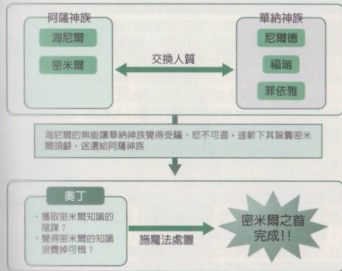 阿薩神族
海尼爾
密米爾
交換人質
華納神族
尼爾德
福瑞
菲依雅
海尼爾的無能讓華納神族覺得受騙、怒不可遏，遂斬下其智囊密米
爾頭顱，送還給阿薩神族
奧丁
・獲取密米爾知識的
陰謀？
・覺得密米爾的知識
浪費掉可惜？
施魔法處置
密米爾之首
完成!!